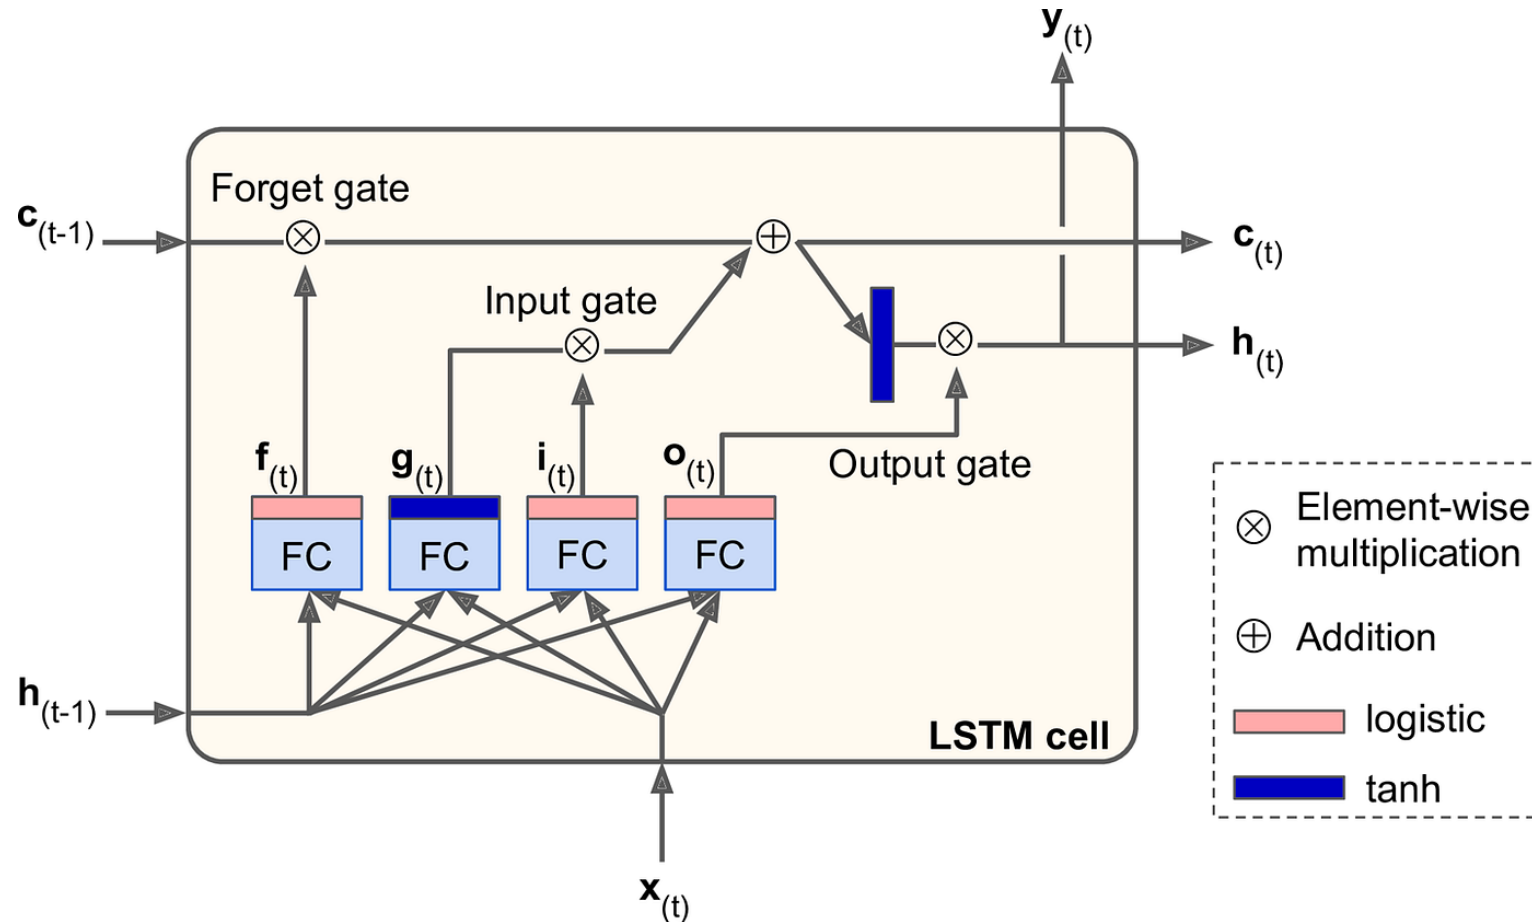 y(t)
Forget gate
c(t-1)
c(t)
Input gate
h(t)
f(t)
g(t)
i(t)
o(t)
Output gate
FC
FC
FC
FC
h(t-1)
LSTM cell
x(t)
Element-wise
multiplication
Addition
logistic
tanh